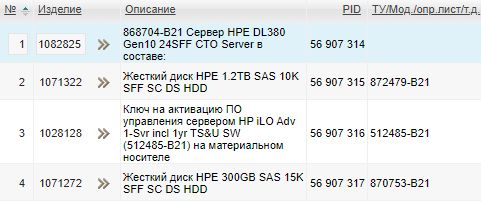 № Изделие Описание PID ТУ/Мод./опр.лист/т.д.
868704-B21 Сервер HPE DL380
1 1082825 Gen10 24SFF CTO Server в 56 907 314
составе:
2 1071322 Жесткий диск HPE 1.2TB SAS 10K 56 907 315 872479-B21
SFF SC DS HDD
Ключ на активацию ПО
управления сервером HP iLO Adv
3 1028128 1-Svr incl 1yr TS&U SW 56 907 316 512485-B21
(512485-B21) на материальном
носителе
4 1071272 Жесткий диск HPE 300GB SAS 15K 56 907 317 870753-B21
SFF SC DS HDD